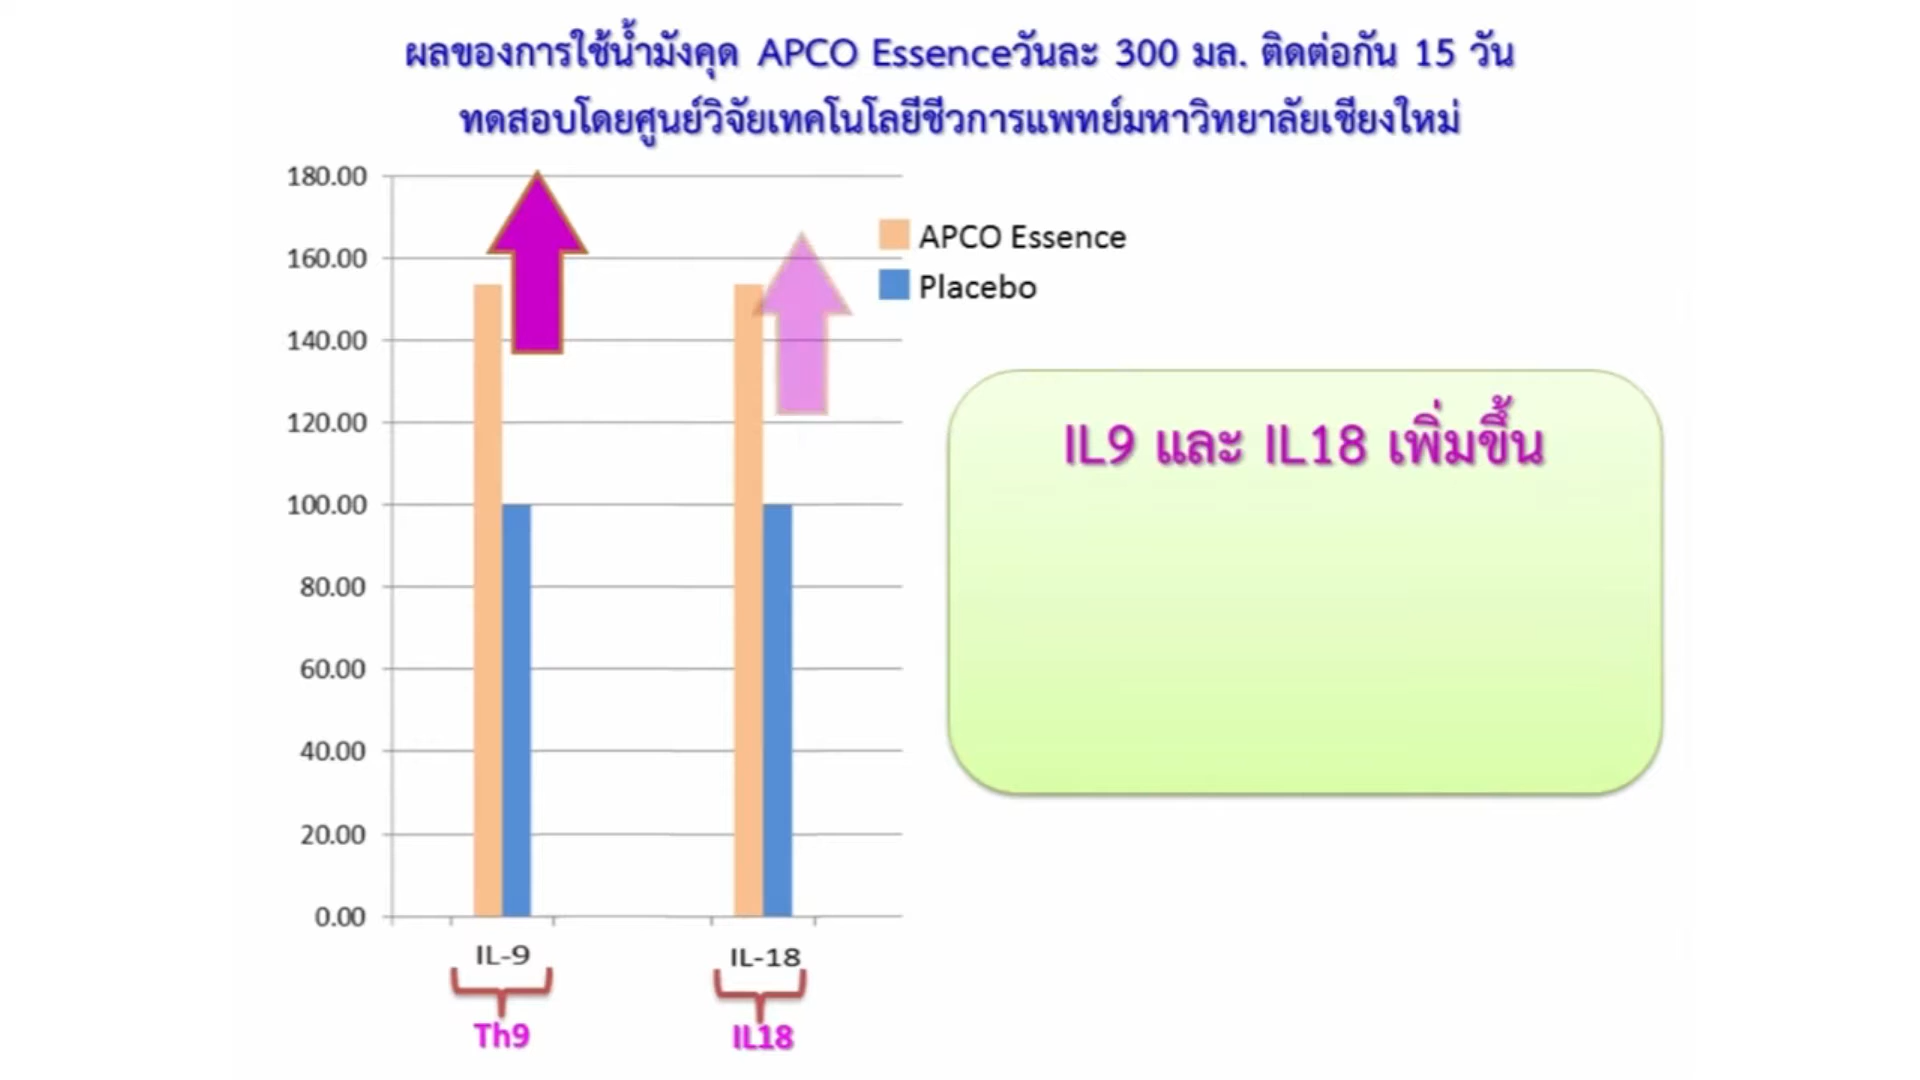 ผลของการใช้น้ำมังคุด APCO Essenceวันละ 300 มล. ติดต่อกัน 15 วัน
ทดสอบโดยศูนย์วิจัยเทคโนโลยีชีวการแพทย์มหาวิทยาลัยเชียงใหม่
180.00
160.00
140.00
120.00
100.00
80.00
60.00
40.00
20.00
0.00
APCO Essence
Placebo
IL9 และ IL18 เพิ่มขึ้น
IL-9
IL-18
Th9
IL18